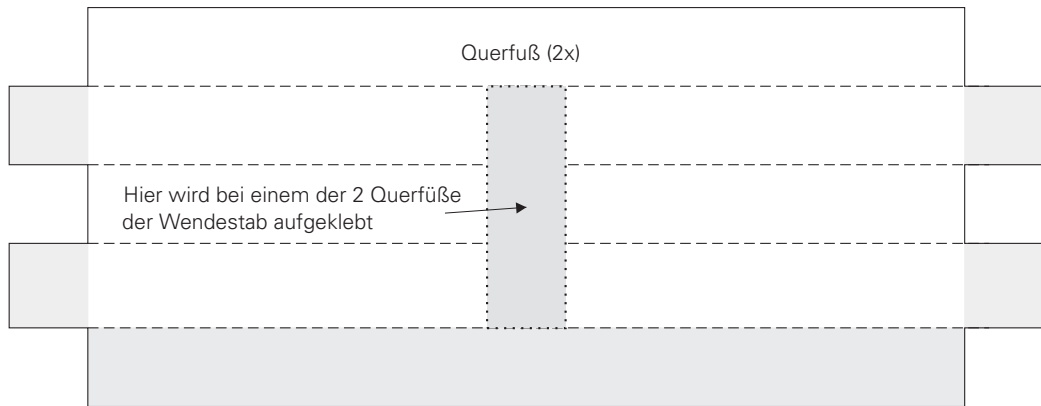 Querfuß (2x)
Hier wird bei einem der 2 Querfüße
der Wendestab aufgeklebt